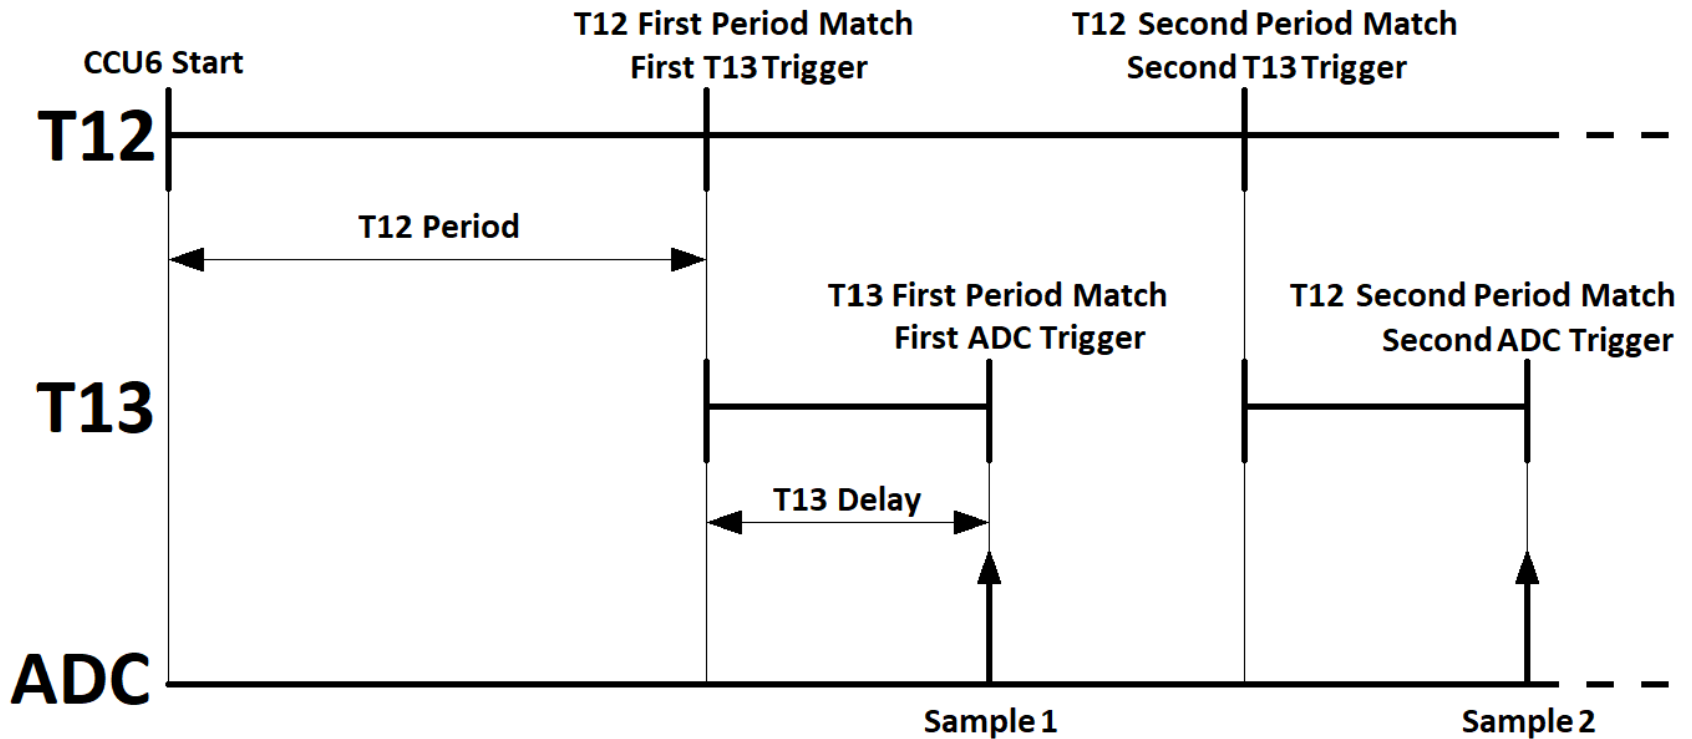 CCU6 Start
T12 First Period Match
First T13 Trigger
T12 Second Period Match
Second T13 Trigger
T12
T12 Period
T13 First Period Match
First ADC Trigger
T12 Second Period Match
Second ADC Trigger
T13
T13 Delay
ADC
Sample 1
Sample 2